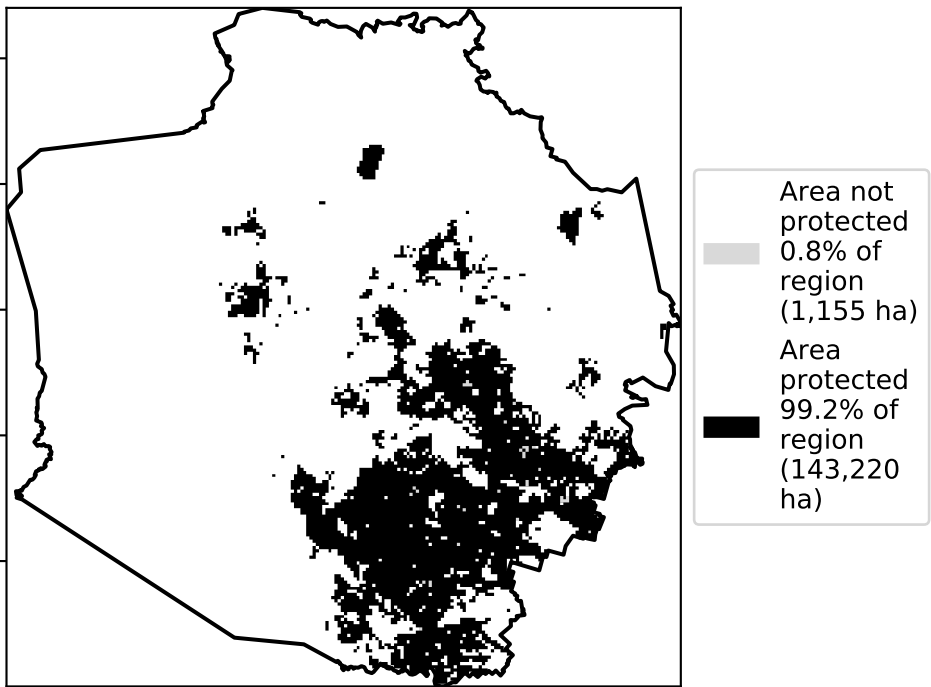 Area not
protected
0.8% of
region
(1,155 ha)
Area
protected
99.2% of
region
(143,220
ha)